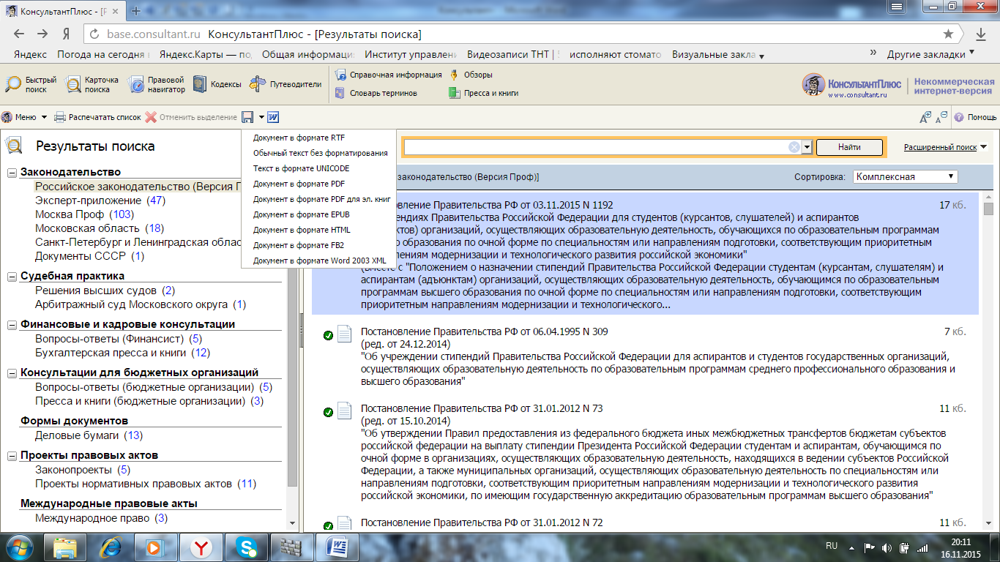 КонсультантПлюс - [Р
base.consultant.ru КонсультантПлюс - [Результаты поиска]
Яндекс Погода на сегодня Яндекс.Карты — по Общая информаци Институт управлени Видеозаписи ТНТ | исполняют стомато Визуальные закла » Другие закладки
Быстрый поиск
Карточка поиска
Правовой навигатор
Кодексы
Путеводители
Справочная информация
Обзоры
Словарь терминов
Пресса и книги
КонсультантПлюс
www.consultant.ru
Некоммерческая
интернет-версия
Меню Распечатать список Отменить выделение Помощь
Документ в формате RTF
Обычный текст без форматирования
Текст в формате UNICODE
Документ в формате PDF
Документ в формате PDF для эл. книг
Документ в формате EPUB
Документ в формате HTML
Документ в формате FB2
Документ в формате Word 2003 XML
Результаты поиска
Найти
Расширенный поиск
Законодательство
Российское законодательство (Версия П
Эксперт-приложение (47)
Москва Проф (103)
Московская область (18)
Санкт-Петербург и Ленинградская облас
Документы СССР (1)
Судебная практика
Решения высших судов (2)
Арбитражный суд Московского округа (1)
Финансовые и кадровые консультации
Вопросы-ответы (Финансист) (5)
Бухгалтерская пресса и книги (12)
Консультации для бюджетных организаций
Вопросы-ответы (бюджетные организации) (5)
Пресса и книги (бюджетные организации) (3)
Формы документов
Деловые бумаги (13)
Проекты правовых актов
Законопроекты (5)
Проекты нормативных правовых актов (11)
Международные правовые акты
Международное право (3)
законодательство (Версия Проф)]
Сортировка: Комплексная
новление Правительства РФ от 03.11.2015 N 1192
17 кб.
ендиях Правительства Российской Федерации для студентов (курсантов, слушателей) и аспирантов
ктов) организаций, осуществляющих образовательную деятельность, обучающихся по образовательным программам
го образования по очной форме по специальностям или направлениям подготовки, соответствующим приоритетным
лениям модернизации и технологического развития российской экономики"
(вместе с "Положением о назначении стипендий Правительства Российской Федерации студентам (курсантам, слушателям) и
аспирантам (адъюнктам) организаций, осуществляющих образовательную деятельность, обучающимся по образовательным
программам высшего образования по очной форме по специальностям или направлениям подготовки, соответствующим
приоритетным направлениям модернизации и технологического...
Постановление Правительства РФ от 06.04.1995 N 309
7 кб.
(ред. от 24.12.2014)
"Об учреждении стипендий Правительства Российской Федерации для аспирантов и студентов государственных организаций,
осуществляющих образовательную деятельность по образовательным программам среднего профессионального образования и
высшего образования"
Постановление Правительства РФ от 31.01.2012 N 73
11 кб.
(ред. от 15.10.2014)
"Об утверждении Правил предоставления из федерального бюджета иных межбюджетных трансфертов бюджетам субъектов
российской федерации на выплату стипендии Президента Российской Федерации студентам и аспирантам, обучающимся по
очной форме в организациях, осуществляющих образовательную деятельность, находящихся в ведении субъектов Российской
Федерации, а также муниципальных организаций, осуществляющих образовательную деятельность по специальностям или
направлениям подготовки, соответствующим приоритетным направлениям модернизации и технологического развития
российской экономики, по имеющим государственную аккредитацию образовательным программам высшего образования"
Постановление Правительства РФ от 31.01.2012 N 72
11 кб.
RU
20:11
16.11.2015